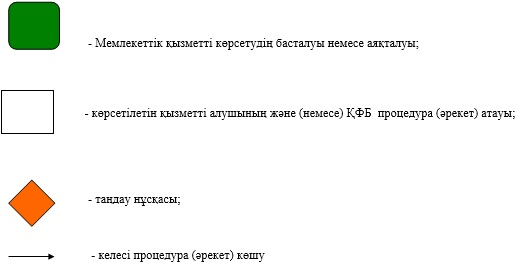 - Мемлекеттік қызметті көрсетудің басталуы немесе аяқталуы;
- көрсетілетін қызметті алушының және (немесе) ҚФБ процедура (әрекет) атауы;
- таңдау нұсқасы;
- келесі процедура (әрекет) көшу